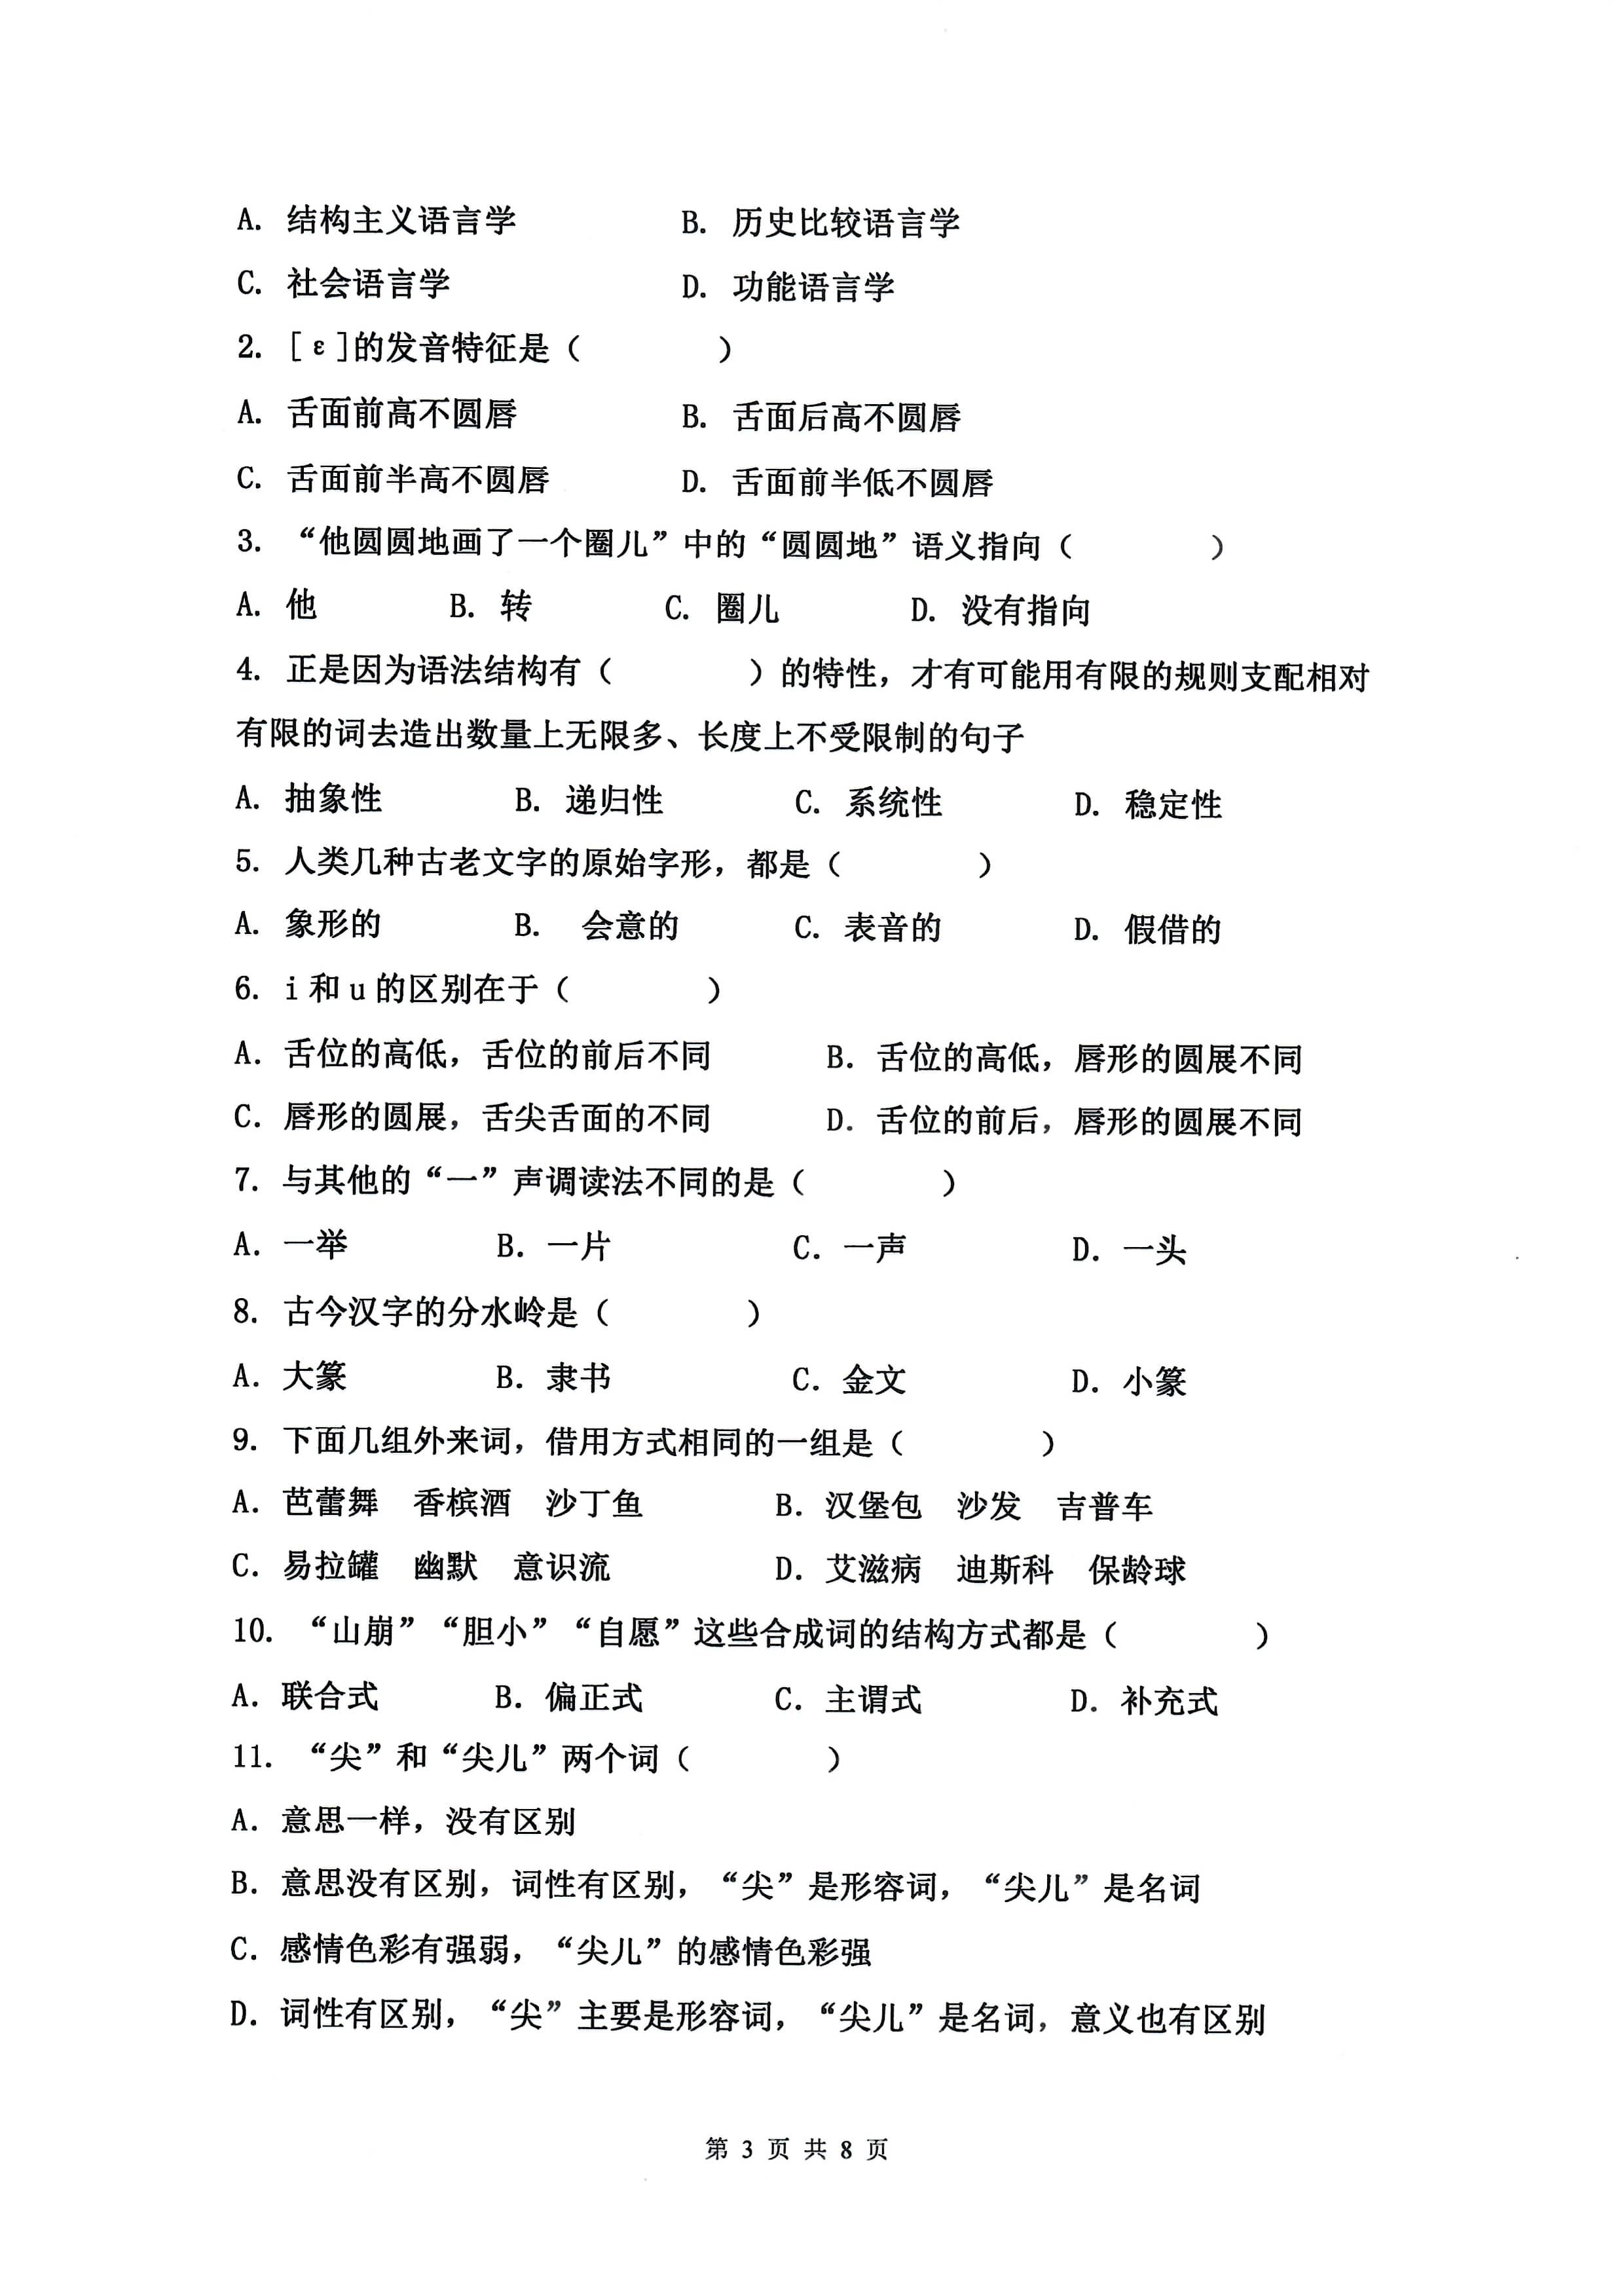 A. 结构主义语言学 B. 历史比较语言学
C. 社会语言学 D. 功能语言学
2. [ε]的发音特征是（ ）
A. 舌面前高不圆唇 B. 舌面后高不圆唇
C. 舌面前半高不圆唇 D. 舌面前半低不圆唇
3. “他圆圆地画了一个圈儿”中的“圆圆地”语义指向（ ）
A. 他 B. 转 C. 圈儿 D. 没有指向
4. 正是因为语法结构有（ ）的特性，才有可能用有限的规则支配相对
有限的词去造出数量上无限多、长度上不受限制的句子
A. 抽象性 B. 递归性 C. 系统性 D. 稳定性
5. 人类几种古老文字的原始字形，都是（ ）
A. 象形的 B. 会意的 C. 表音的 D. 假借的
6. i 和 u 的区别在于（ ）
A. 舌位的高低，舌位的前后不同 B. 舌位的高低，唇形的圆展不同
C. 唇形的圆展，舌尖舌面的不同 D. 舌位的前后，唇形的圆展不同
7. 与其他的“一”声调读法不同的是（ ）
A. 一举 B. 一片 C. 一声 D. 一头
8. 古今汉字的分水岭是（ ）
A. 大篆 B. 隶书 C. 金文 D. 小篆
9. 下面几组外来词，借用方式相同的一组是（ ）
A. 芭蕾舞 香槟酒 沙丁鱼 B. 汉堡包 沙发 吉普车
C. 易拉罐 幽默 意识流 D. 艾滋病 迪斯科 保龄球
10. “山崩”“胆小”“自愿”这些合成词的结构方式都是（ ）
A. 联合式 B. 偏正式 C. 主谓式 D. 补充式
11. “尖”和“尖儿”两个词（ ）
A. 意思一样，没有区别
B. 意思没有区别，词性有区别，“尖”是形容词，“尖儿”是名词
C. 感情色彩有强弱，“尖儿”的感情色彩强
D. 词性有区别，“尖”主要是形容词，“尖儿”是名词，意义也有区别
第 3 页 共 8 页